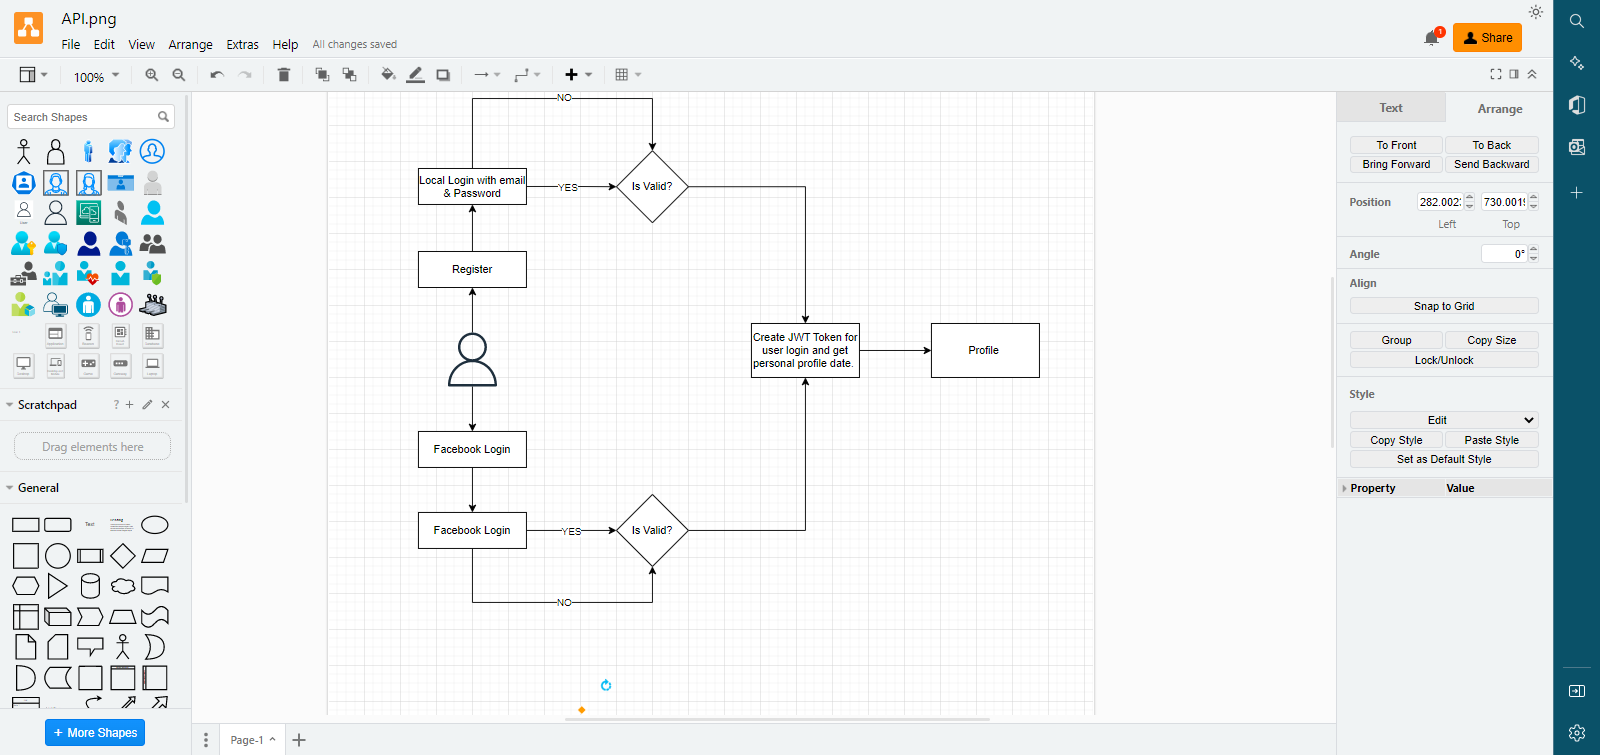 API.png
File Edit View Arrange Extras Help All changes saved
1
Share
100%
Search Shapes
Scratchpad
?
Drag elements here
General
Text
+ More Shapes
NO
Local Login with email
& Password
YES
Is Valid?
Register
Create JWT Token for
user login and get
personal profile date.
Profile
Facebook Login
Facebook Login
YES
Is Valid?
NO
Page-1
Text
Arrange
To Front
To Back
Bring Forward
Send Backward
Position
282.002
730.001
Left
Top
Angle
0°
Align
Snap to Grid
Group
Copy Size
Lock/Unlock
Style
Edit
Copy Style
Paste Style
Set as Default Style
Property
Value